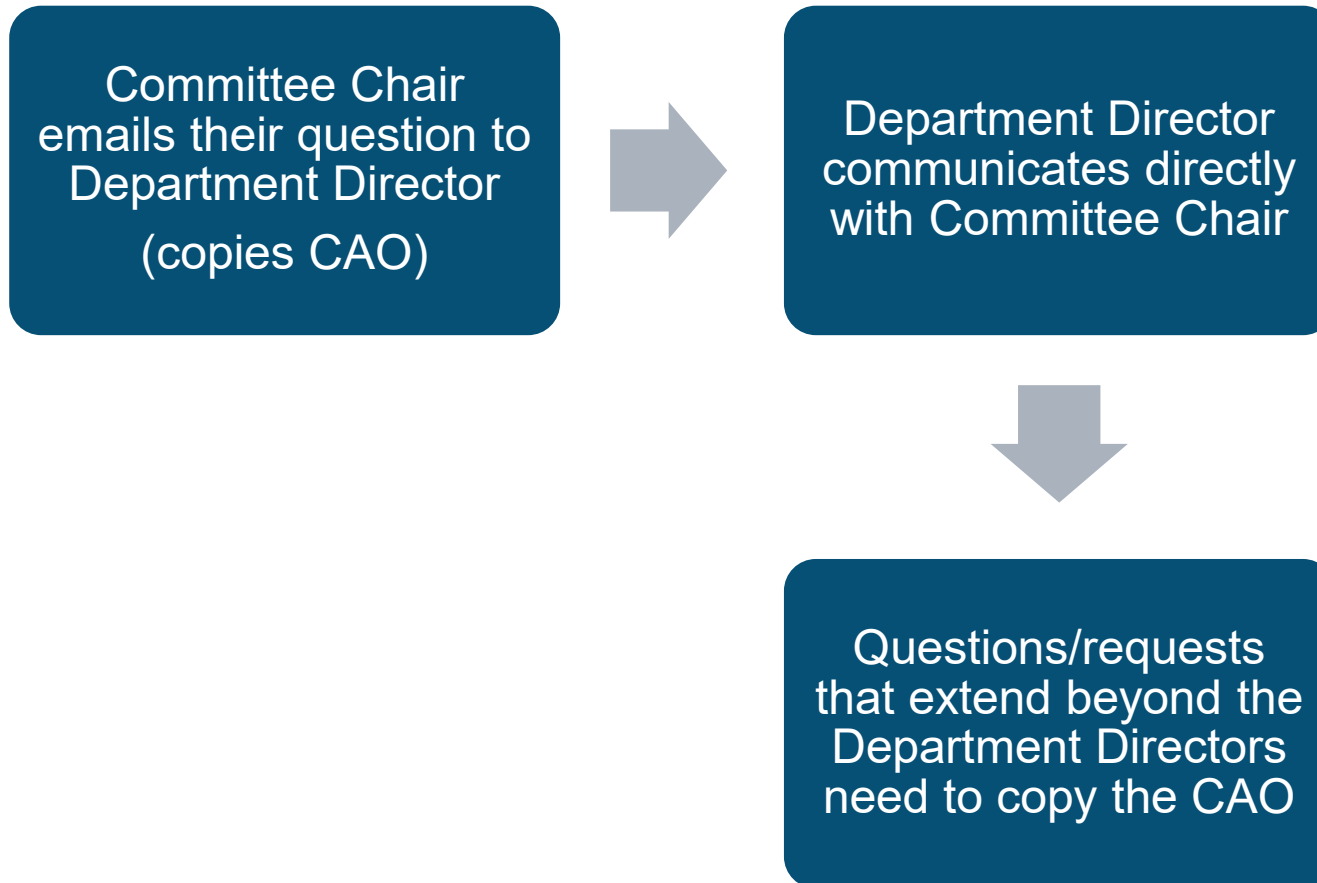 Committee Chair
emails their question to
Department Director
(copies CAO)
Department Director
communicates directly
with Committee Chair
Questions/requests
that extend beyond the
Department Directors
need to copy the CAO